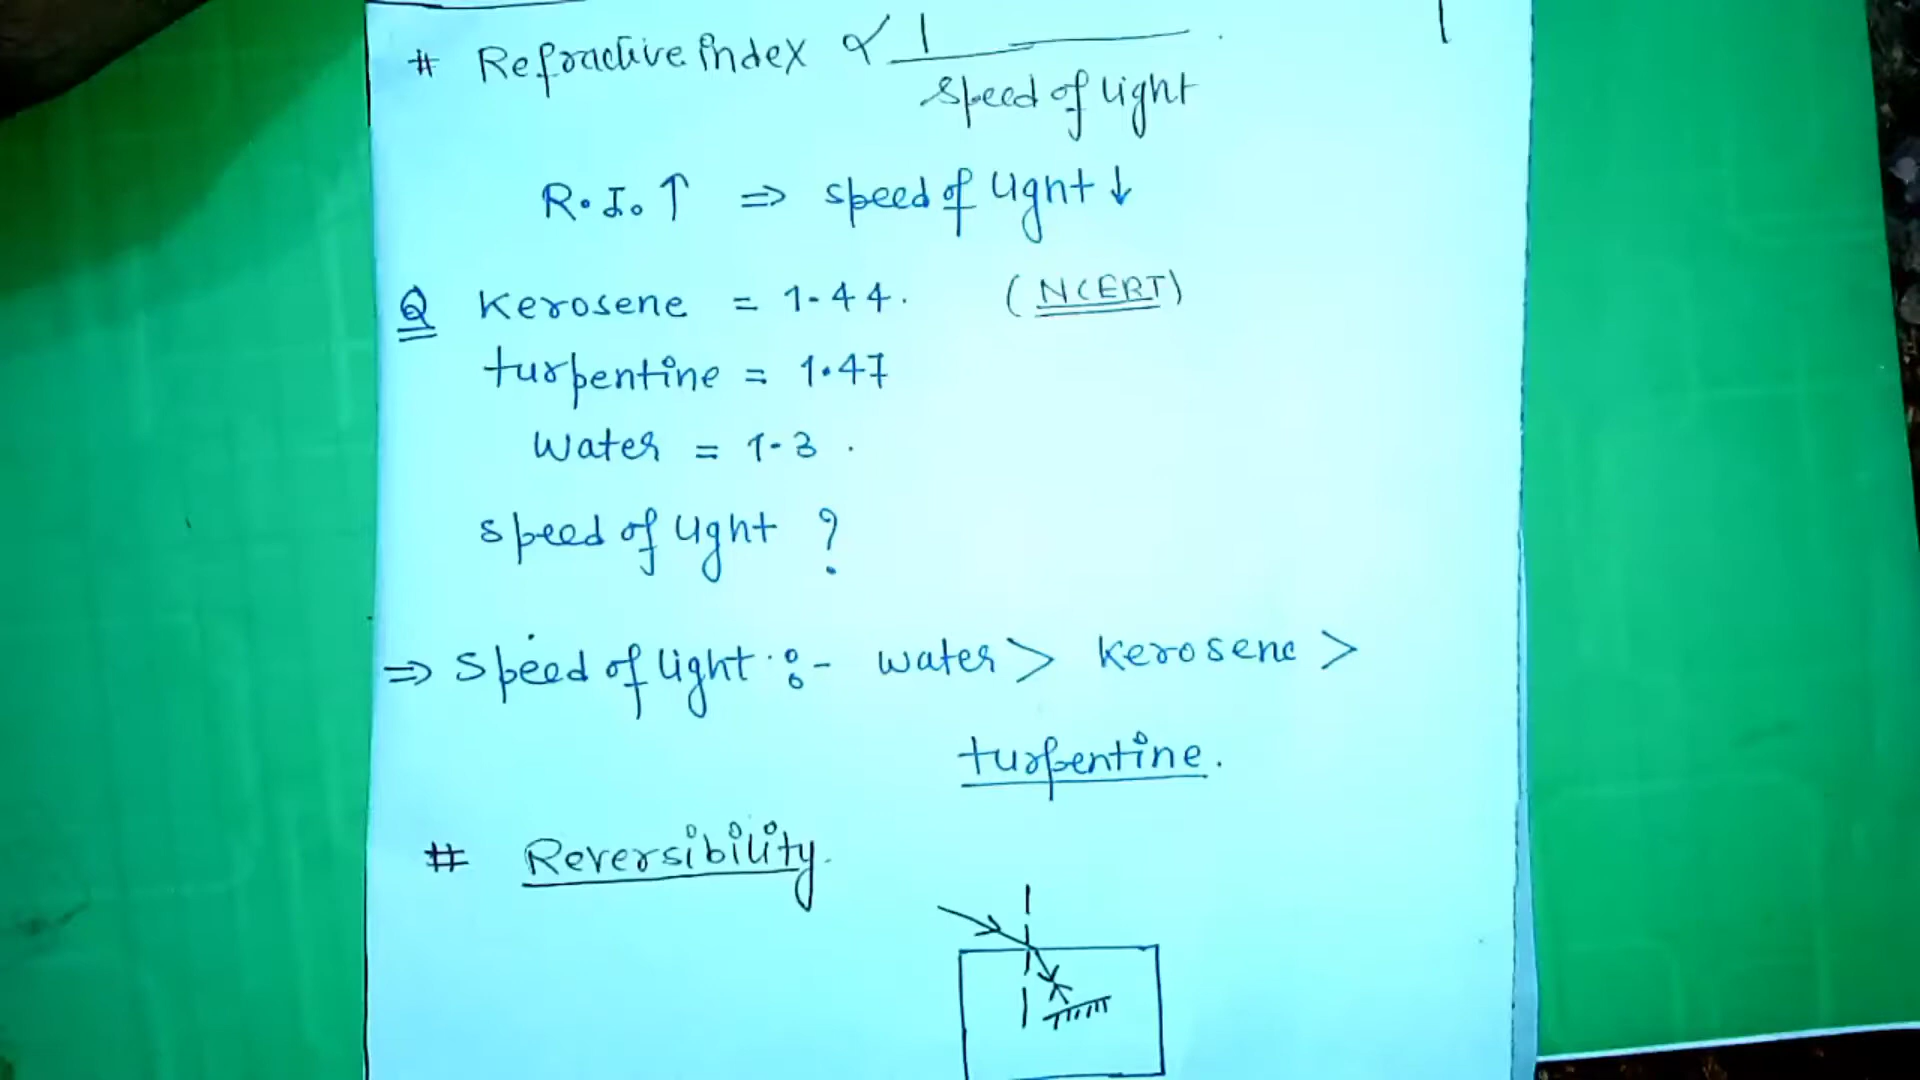 # Refractive index ∝ 1
speed of light
R.I. ↑ ⇒ speed of light ↓
Q Kerosene = 1.44. (NCERT)
turpentine = 1.47
Water = 1.3.
speed of light ?
⇒ speed of light :- water > kerosene >
turpentine.
# Reversibility.